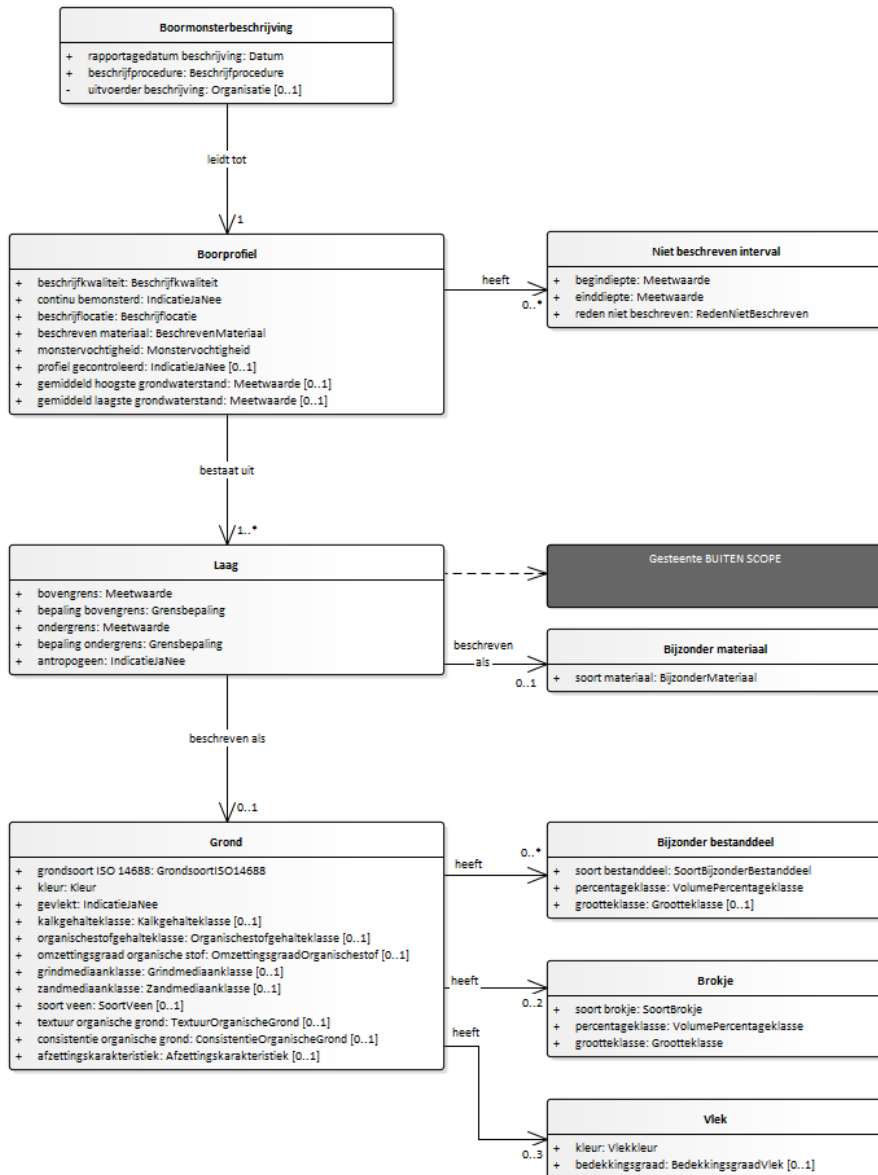 Boormonsterbeschrijving
+ rapportagedatum beschrijving: Datum
+ beschrijfprocedure: Beschrijfprocedure
- uitvoerder beschrijving: Organisatie [0..1]
leidt tot
1
Boorprofiel
+ beschrijfkwaliteit: Beschrijfkwaliteit
+ continu bemonsterd: IndicatieJaNee
+ beschrijflocatie: Beschrijflocatie
+ beschreven materiaal: BeschrevenMateriaal
+ monstervochtigheid: Monstervochtigheid
+ profiel gecontroleerd: IndicatieJaNee [0..1]
+ gemiddeld hoogste grondwaterstand: Meetwaarde [0..1]
+ gemiddeld laagste grondwaterstand: Meetwaarde [0..1]
heeft
0..*
Niet beschreven interval
+ begindiepte: Meetwaarde
+ einddiepte: Meetwaarde
+ reden niet beschreven: RedenNietBeschreven
bestaat uit
1..*
Laag
+ bovengrens: Meetwaarde
+ bepaling bovengrens: Grensbepaling
+ ondergrens: Meetwaarde
+ bepaling ondergrens: Grensbepaling
+ antropogeen: IndicatieJaNee
Gesteente BUITEN SCOPE
beschreven
als
0..1
Bijzonder materiaal
+ soort materiaal: BijzonderMateriaal
beschreven als
0..1
Grond
+ grondsoort ISO 14688: GrondsoortISO14688
+ kleur: Kleur
+ gevlekt: IndicatieJaNee
+ kalkgehalteklasse: Kalkgehalteklasse [0..1]
+ organischestofgehalteklasse: Organischestofgehalteklasse [0..1]
+ omzettingsgraad organische stof: OmzettingsgraadOrganischestof [0..1]
+ grindmediaanklasse: Grindmediaanklasse [0..1]
+ zandmediaanklasse: Zandmediaanklasse [0..1]
+ soort veen: SoortVeen [0..1]
+ textuur organische grond: TextuurOrganischeGrond [0..1]
+ consistentie organische grond: ConsistentieOrganischeGrond [0..1]
+ afzettingskarakteristiek: Afzettingskarakteristiek [0..1]
heeft
0..*
Bijzonder bestanddeel
+ soort bestanddeel: SoortBijzonderBestanddeel
+ percentageklasse: VolumePercentageklasse
+ grootteklasse: Grootteklasse [0..1]
heeft
0..2
Brokje
+ soort brokje: SoortBrokje
+ percentageklasse: VolumePercentageklasse
+ grootteklasse: Grootteklasse
heeft
0..3
Vlek
+ kleur: Vlekkleur
+ bedekkingsgraad: BedekkingsgraadVlek [0..1]